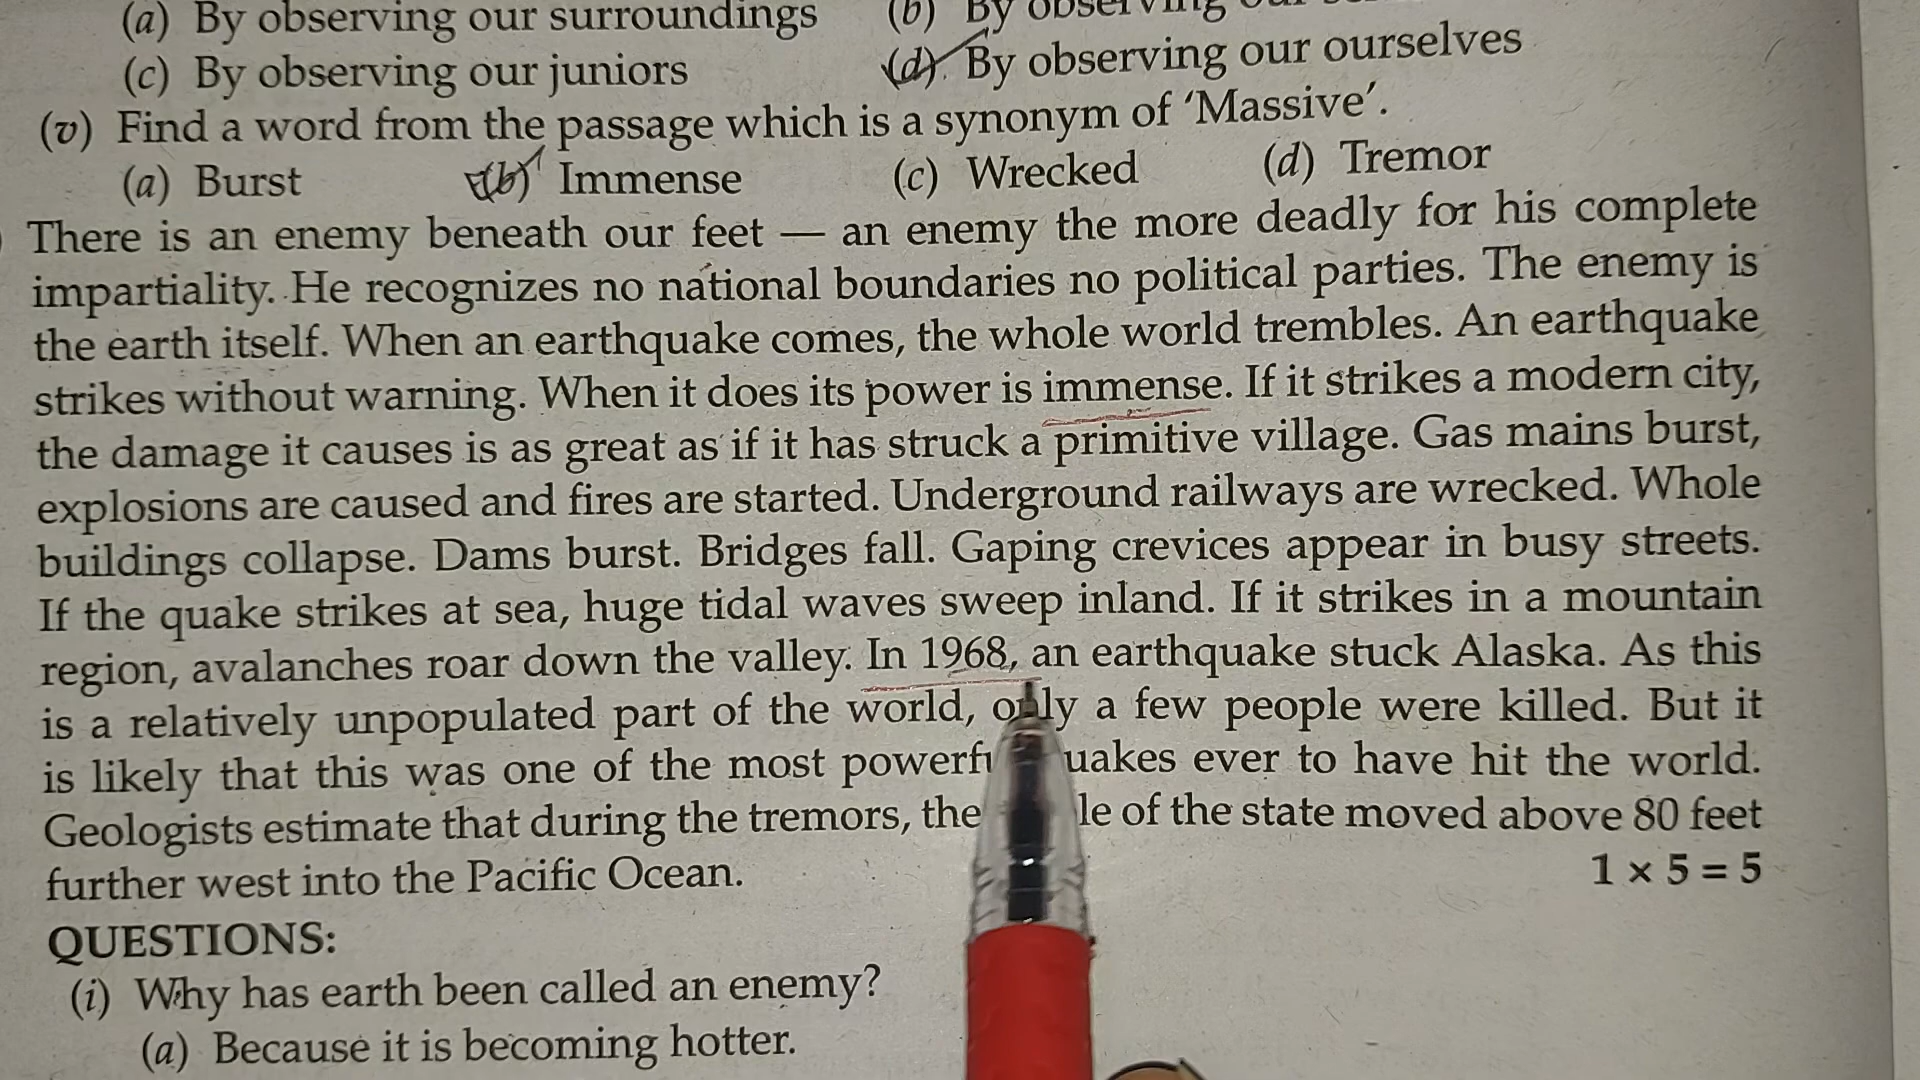 (a) By observing our surroundings (b) By observing our
(c) By observing our juniors (d) By observing our ourselves
(v) Find a word from the passage which is a synonym of ‘Massive’.
(a) Burst (b) Immense (c) Wrecked (d) Tremor
There is an enemy beneath our feet — an enemy the more deadly for his complete
impartiality. He recognizes no national boundaries no political parties. The enemy is
the earth itself. When an earthquake comes, the whole world trembles. An earthquake
strikes without warning. When it does its power is immense. If it strikes a modern city,
the damage it causes is as great as if it has struck a primitive village. Gas mains burst,
explosions are caused and fires are started. Underground railways are wrecked. Whole
buildings collapse. Dams burst. Bridges fall. Gaping crevices appear in busy streets.
If the quake strikes at sea, huge tidal waves sweep inland. If it strikes in a mountain
region, avalanches roar down the valley. In 1968, an earthquake stuck Alaska. As this
is a relatively unpopulated part of the world, only a few people were killed. But it
is likely that this was one of the most ever to have hit the world.
Geologists estimate that during the tremors, the of the state moved above 80 feet
further west into the Pacific Ocean. 1 × 5 = 5
QUESTIONS:
(i) Why has earth been called an enemy?
(a) Because it is becoming hotter.